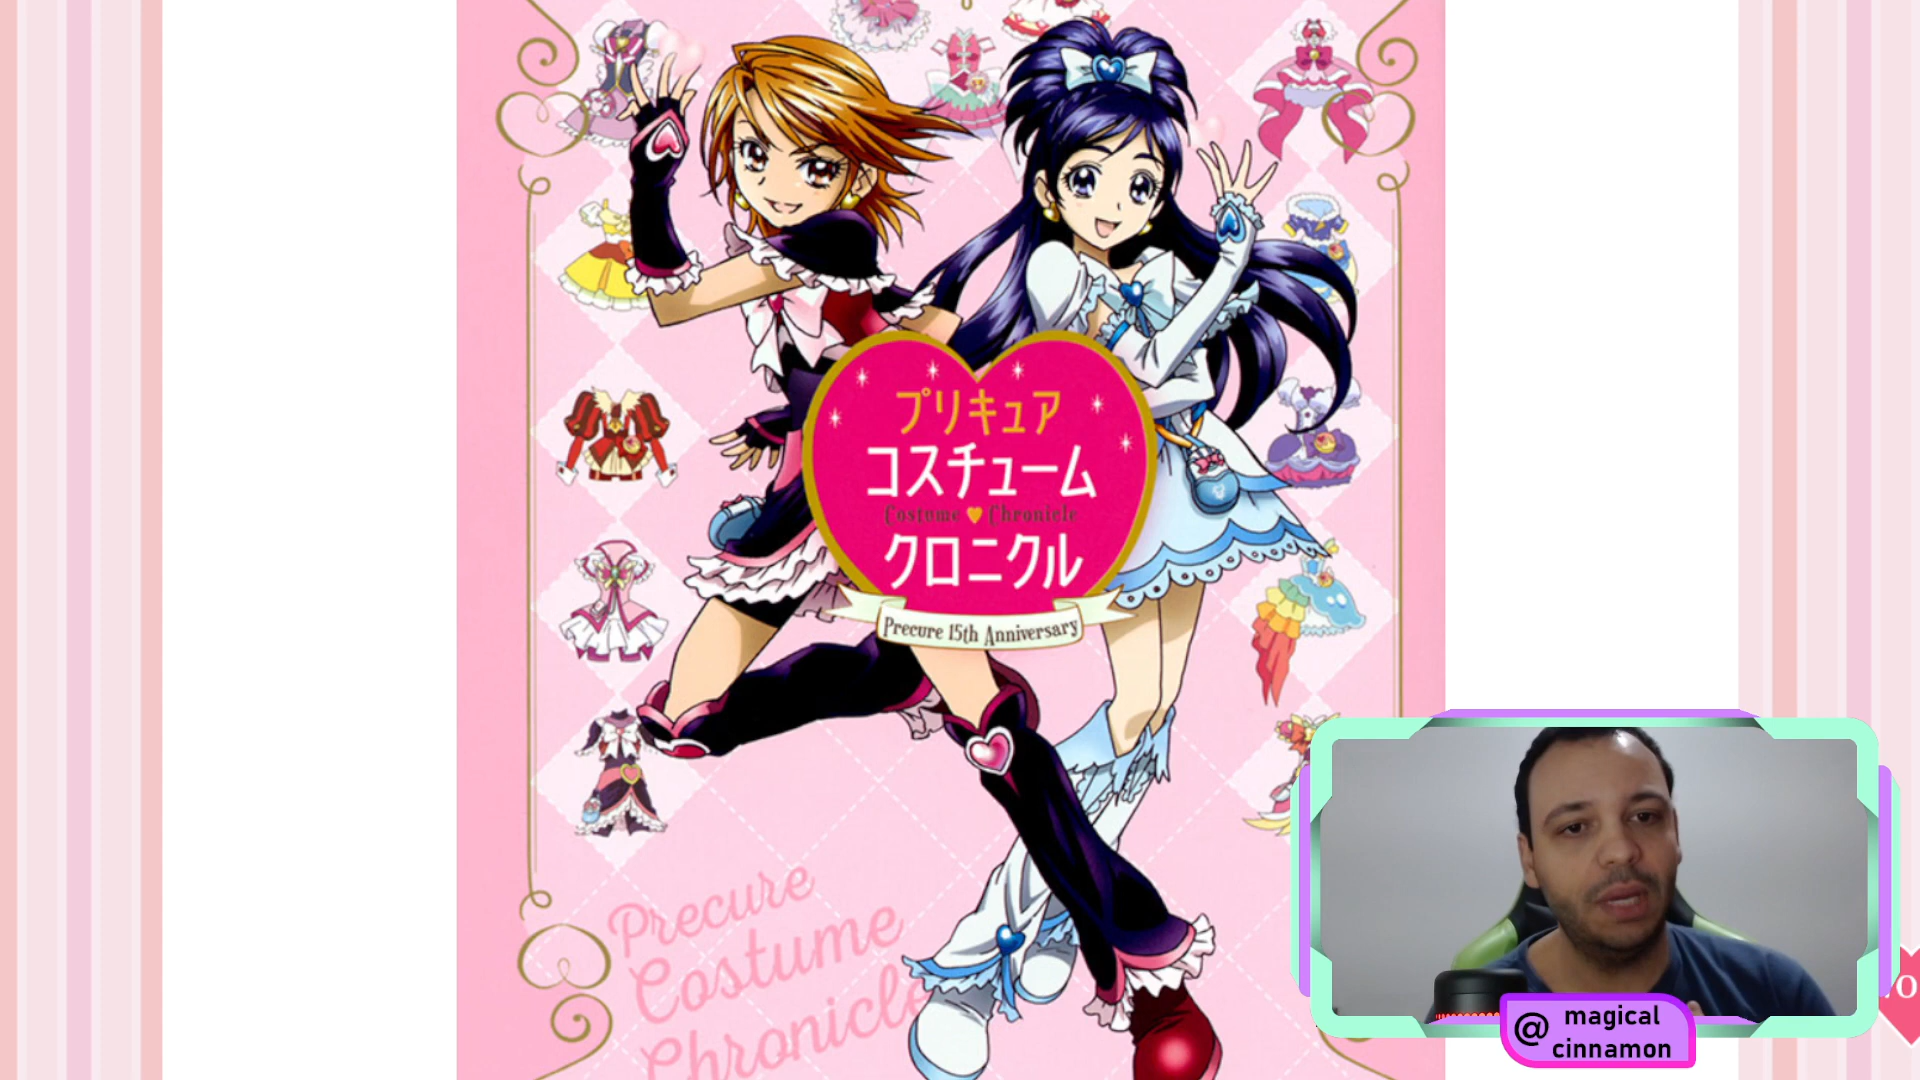 プリキュア
コスチューム
Costume Chronicle
クロニクル
Precure 15th Anniversary
Precure
Costume
Chronicle
@ magical
cinnamon